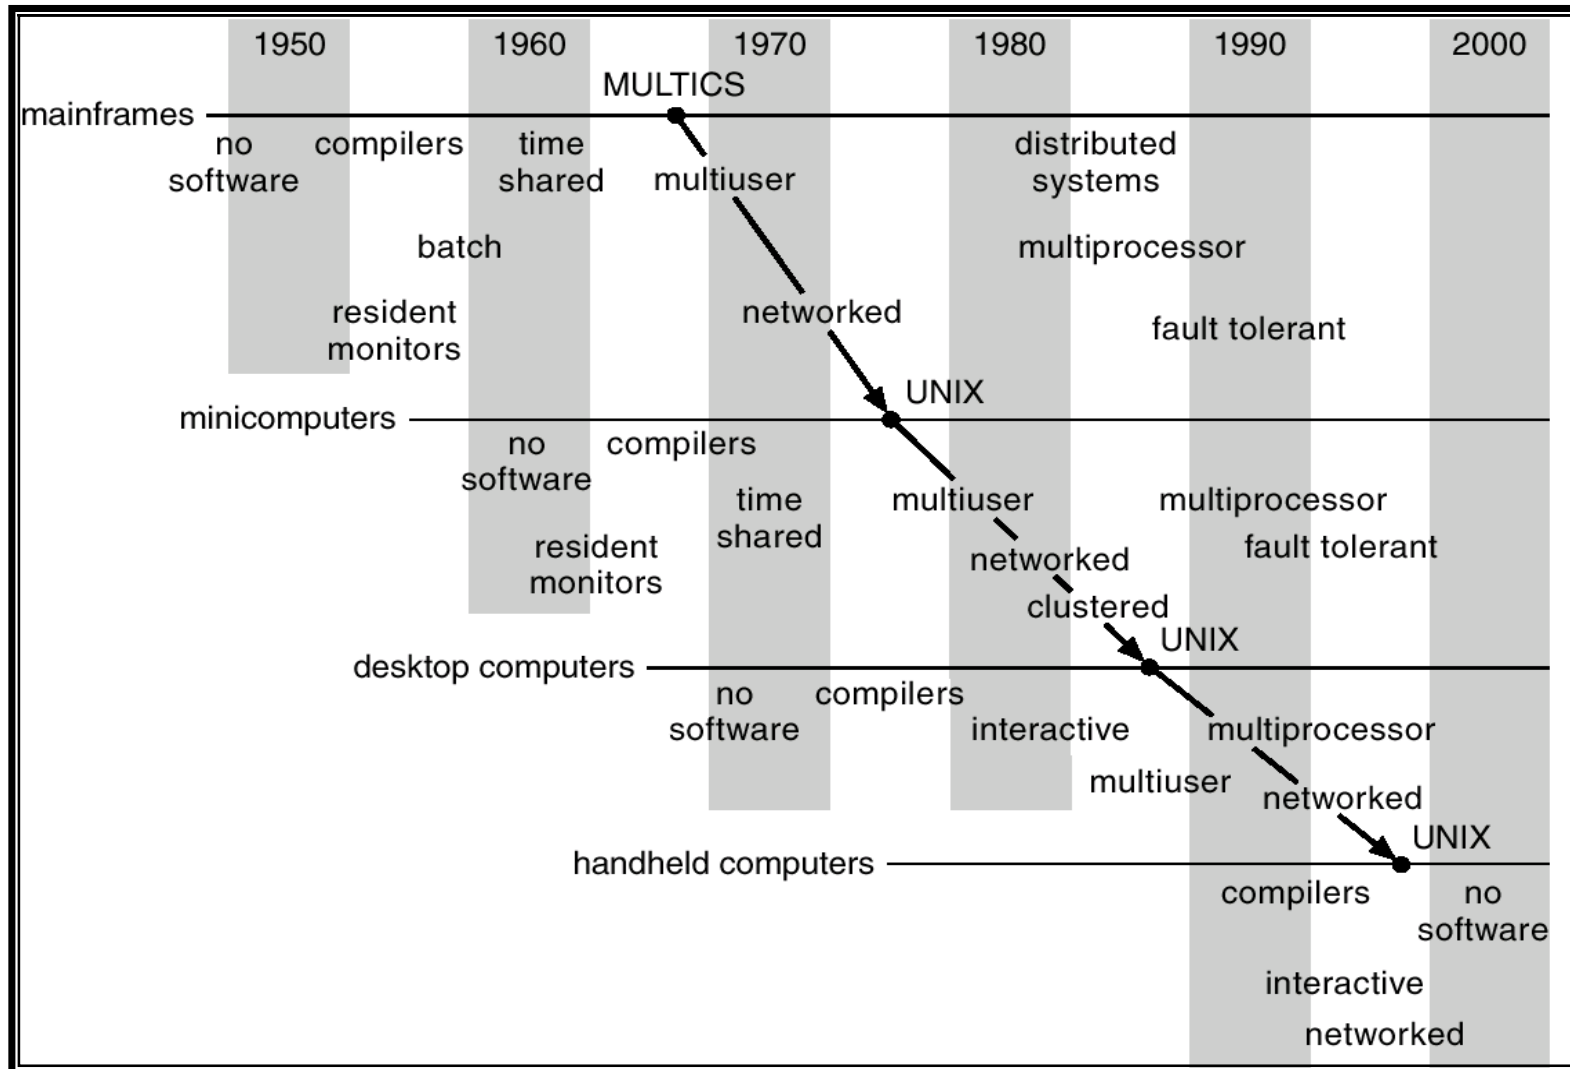 1950 1960 1970 1980 1990 2000
MULTICS
mainframes
no compilers time distributed
software shared multiuser systems
batch multiprocessor
resident networked fault tolerant
monitors
UNIX
minicomputers
no compilers
software
time multiuser multiprocessor
shared
resident networked fault tolerant
monitors
clustered
UNIX
desktop computers
no compilers
software interactive multiprocessor
multiuser networked
UNIX
handheld computers
compilers no
software
interactive
networked